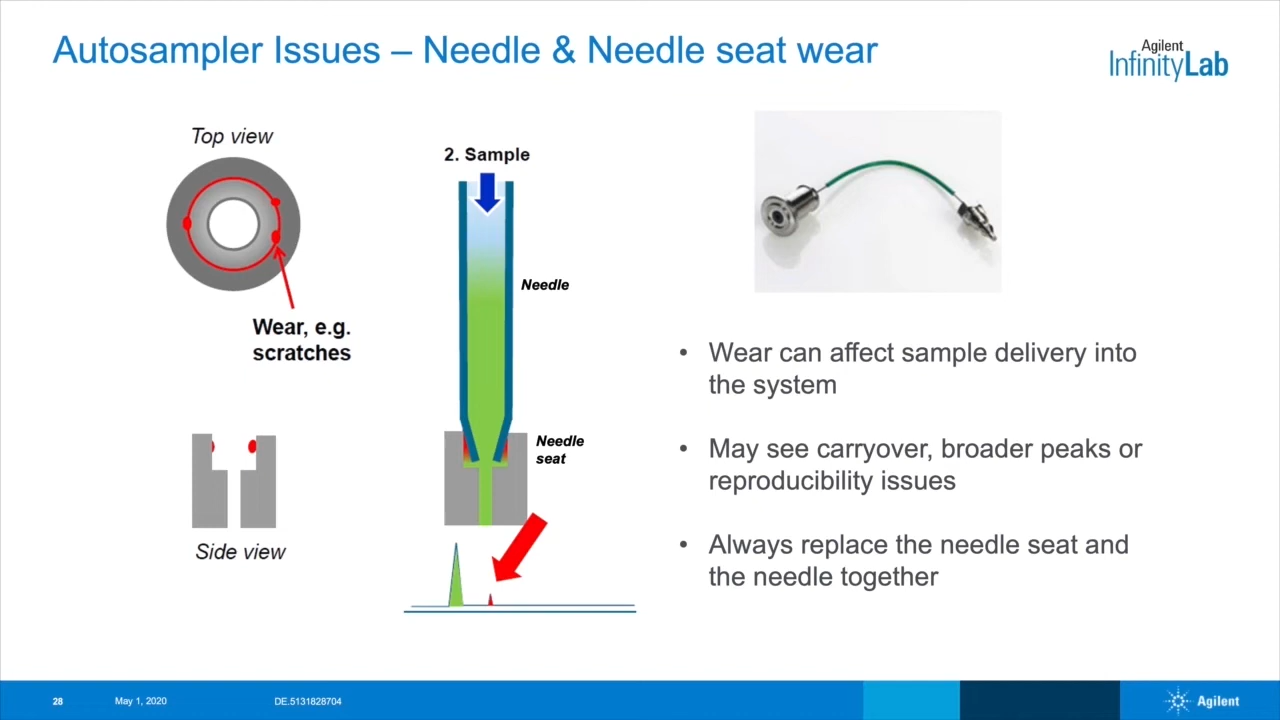 Autosampler Issues – Needle & Needle seat wear
Agilent
InfinityLab
Top view
2. Sample
Needle
Wear, e.g.
scratches
Needle
seat
Side view
• Wear can affect sample delivery into
the system
• May see carryover, broader peaks or
reproducibility issues
• Always replace the needle seat and
the needle together
28
May 1, 2020
DE.5131828704
Agilent